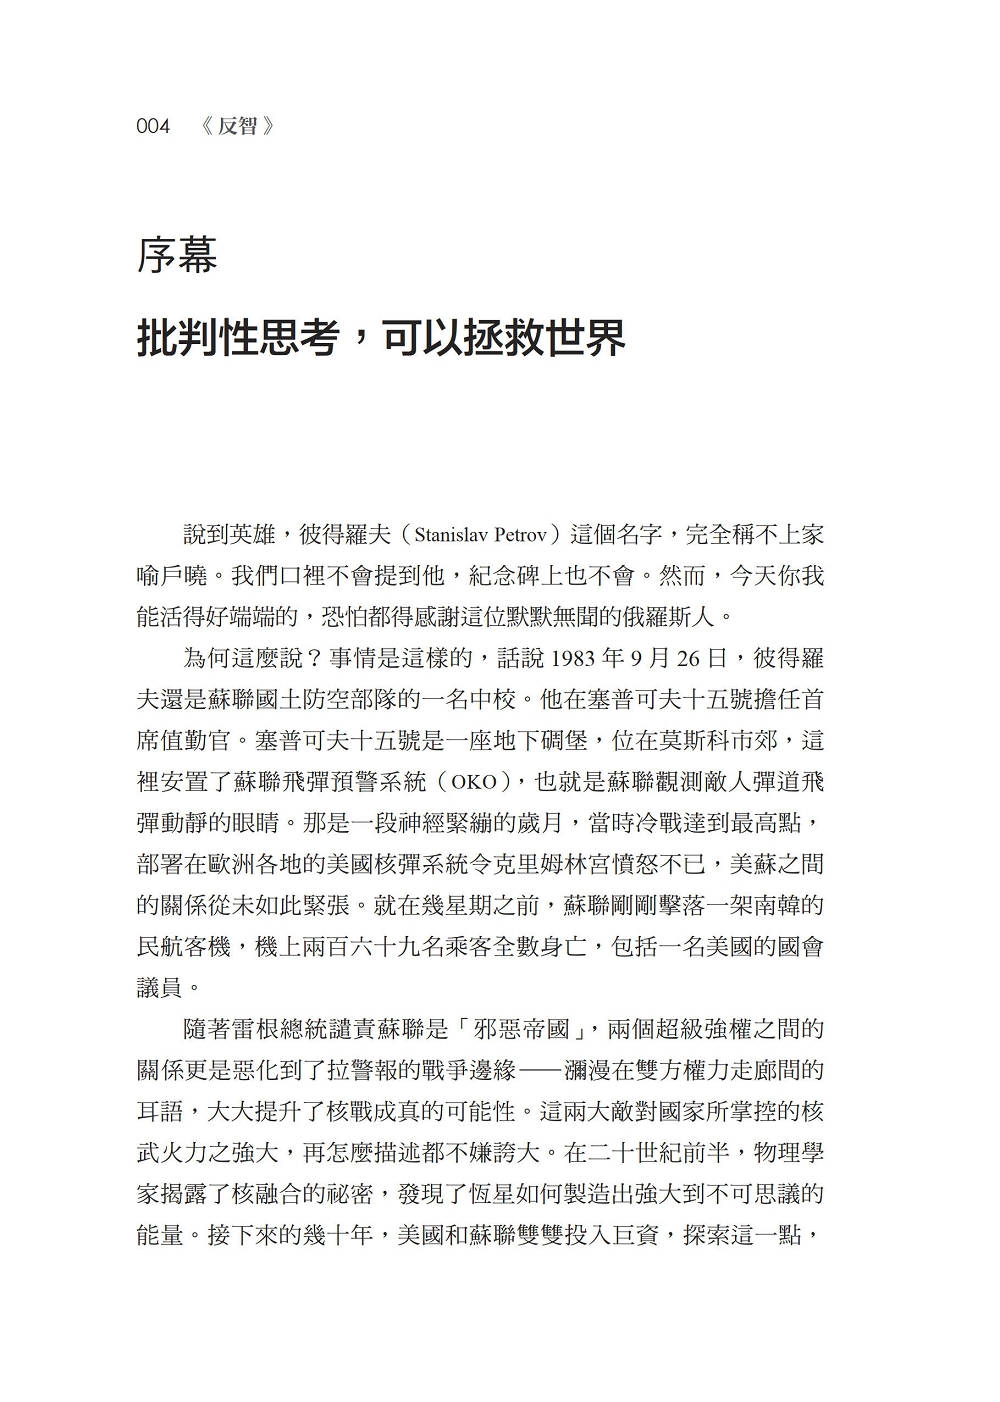 004 《反智》
序幕
批判性思考，可以拯救世界
說到英雄，彼得羅夫（Stanislav Petrov）這個名字，完全稱不上家
喻戶曉。我們口裡不會提到他，紀念碑上也不會。然而，今天你我
能活得好端端的，恐怕都得感謝這位默默無聞的俄羅斯人。
為何這麼說？事情是這樣的，話說 1983 年 9 月 26 日，彼得羅
夫還是蘇聯國土防空部隊的一名中校。他在塞普可夫十五號擔任首
席值勤官。塞普可夫十五號是一座地下碉堡，位在莫斯科市郊，這
裡安置了蘇聯飛彈預警系統（OKO），也就是蘇聯觀測敵人彈道飛
彈動靜的眼睛。那是一段神經緊繃的歲月，當時冷戰達到最高點，
部署在歐洲各地的美國核彈系統令克里姆林宮憤怒不已，美蘇之間
的關係從未如此緊張。就在幾星期之前，蘇聯剛剛擊落一架南韓的
民航客機，機上兩百六十九名乘客全數身亡，包括一名美國的國會
議員。
隨著雷根總統譴責蘇聯是「邪惡帝國」，兩個超級強權之間的
關係更是惡化到了拉警報的戰爭邊緣——瀰漫在雙方權力走廊間的
耳語，大大提升了核戰成真的可能性。這兩大敵對國家所掌控的核
武火力之強大，再怎麼描述都不嫌誇大。在二十世紀前半，物理學
家揭露了核融合的祕密，發現了恆星如何製造出強大到不可思議的
能量。接下來的幾十年，美國和蘇聯雙雙投入巨資，探索這一點，